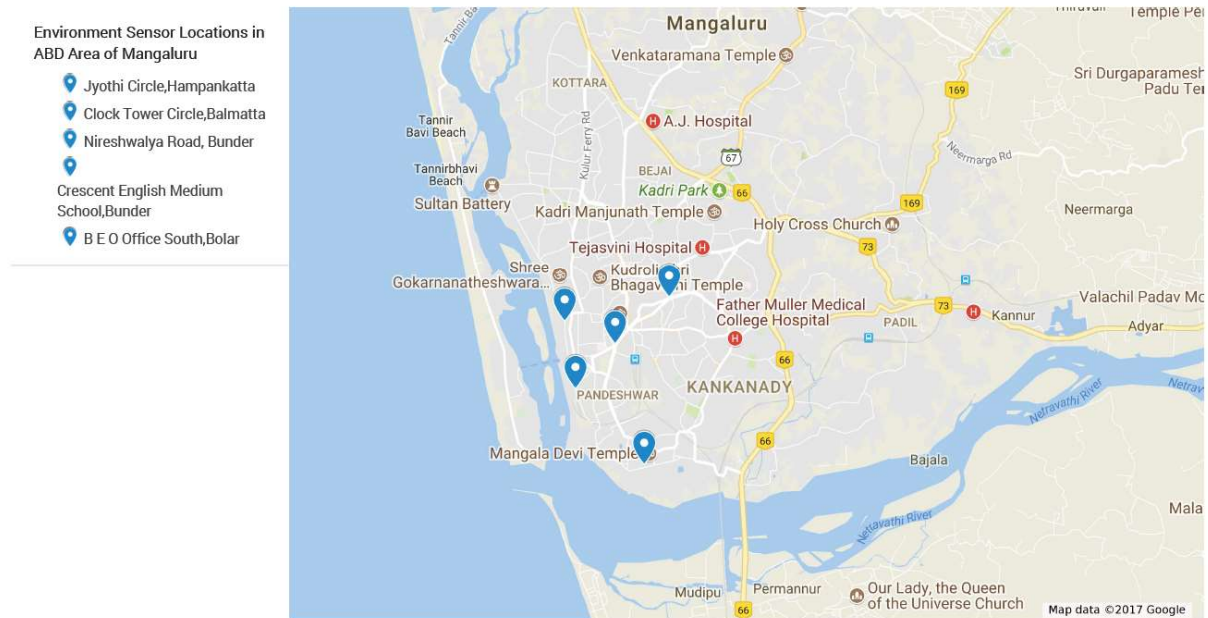 Environment Sensor Locations in
ABD Area of Mangaluru
Jyothi Circle,Hampankatta
Clock Tower Circle,Balmatta
Nireshwalya Road, Bunder
Crescent English Medium
School,Bunder
B E O Office South,Bolar
Mangaluru
Temple
Venkataramana Temple
KOTTARA
Sri Durgaparamesh
Padu Te
169
Tannir
Bavi Beach
Kulur Ferry Rd
A.J. Hospital
67
Neermarga Rd
Tannirbhavi
Beach
BEJAI
Kadri Park
66
Sultan Battery
Kadri Manjunath Temple
169
Neermarga
Holy Cross Church
Tejasvini Hospital
73
Shree
Gokarnanatheshwara...
Kudroli
Bhaga
Temple
Father Muller Medical
College Hospital
Valachil Padav
73
Kannur
PADIL
Adyar
66
PANDESHWAR
KANKANADY
Netravathi River
66
Mangala Devi Temple
Bajala
Netravathi River
Mala
Mudipu
Permannur
Our Lady, the Queen
of the Universe Church
66
Map data ©2017 Google